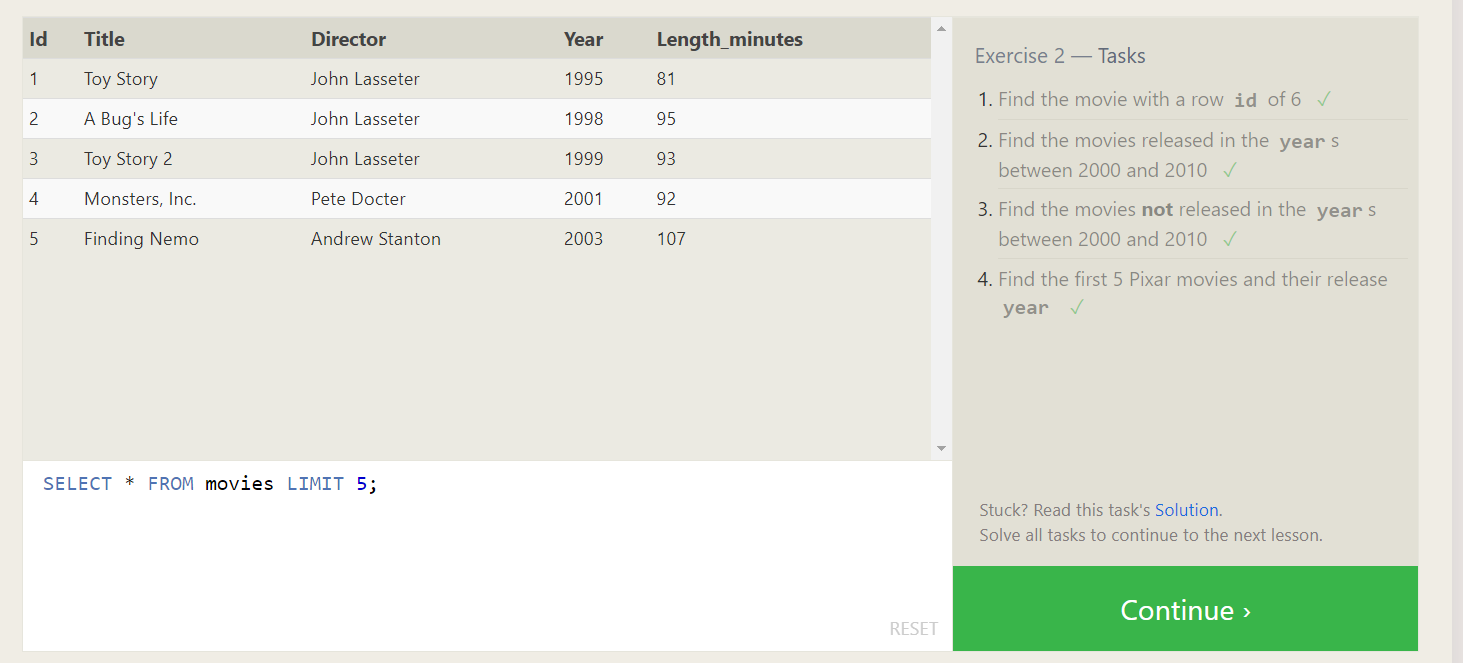 Id Title Director Year Length_minutes
1 Toy Story John Lasseter 1995 81
2 A Bug's Life John Lasseter 1998 95
3 Toy Story 2 John Lasseter 1999 93
4 Monsters, Inc. Pete Docter 2001 92
5 Finding Nemo Andrew Stanton 2003 107
SELECT * FROM movies LIMIT 5;
RESET
Exercise 2 — Tasks
1. Find the movie with a row id of 6 ✓
2. Find the movies released in the year s
between 2000 and 2010 ✓
3. Find the movies not released in the year s
between 2000 and 2010 ✓
4. Find the first 5 Pixar movies and their release
year ✓
Stuck? Read this task's Solution.
Solve all tasks to continue to the next lesson.
Continue ›